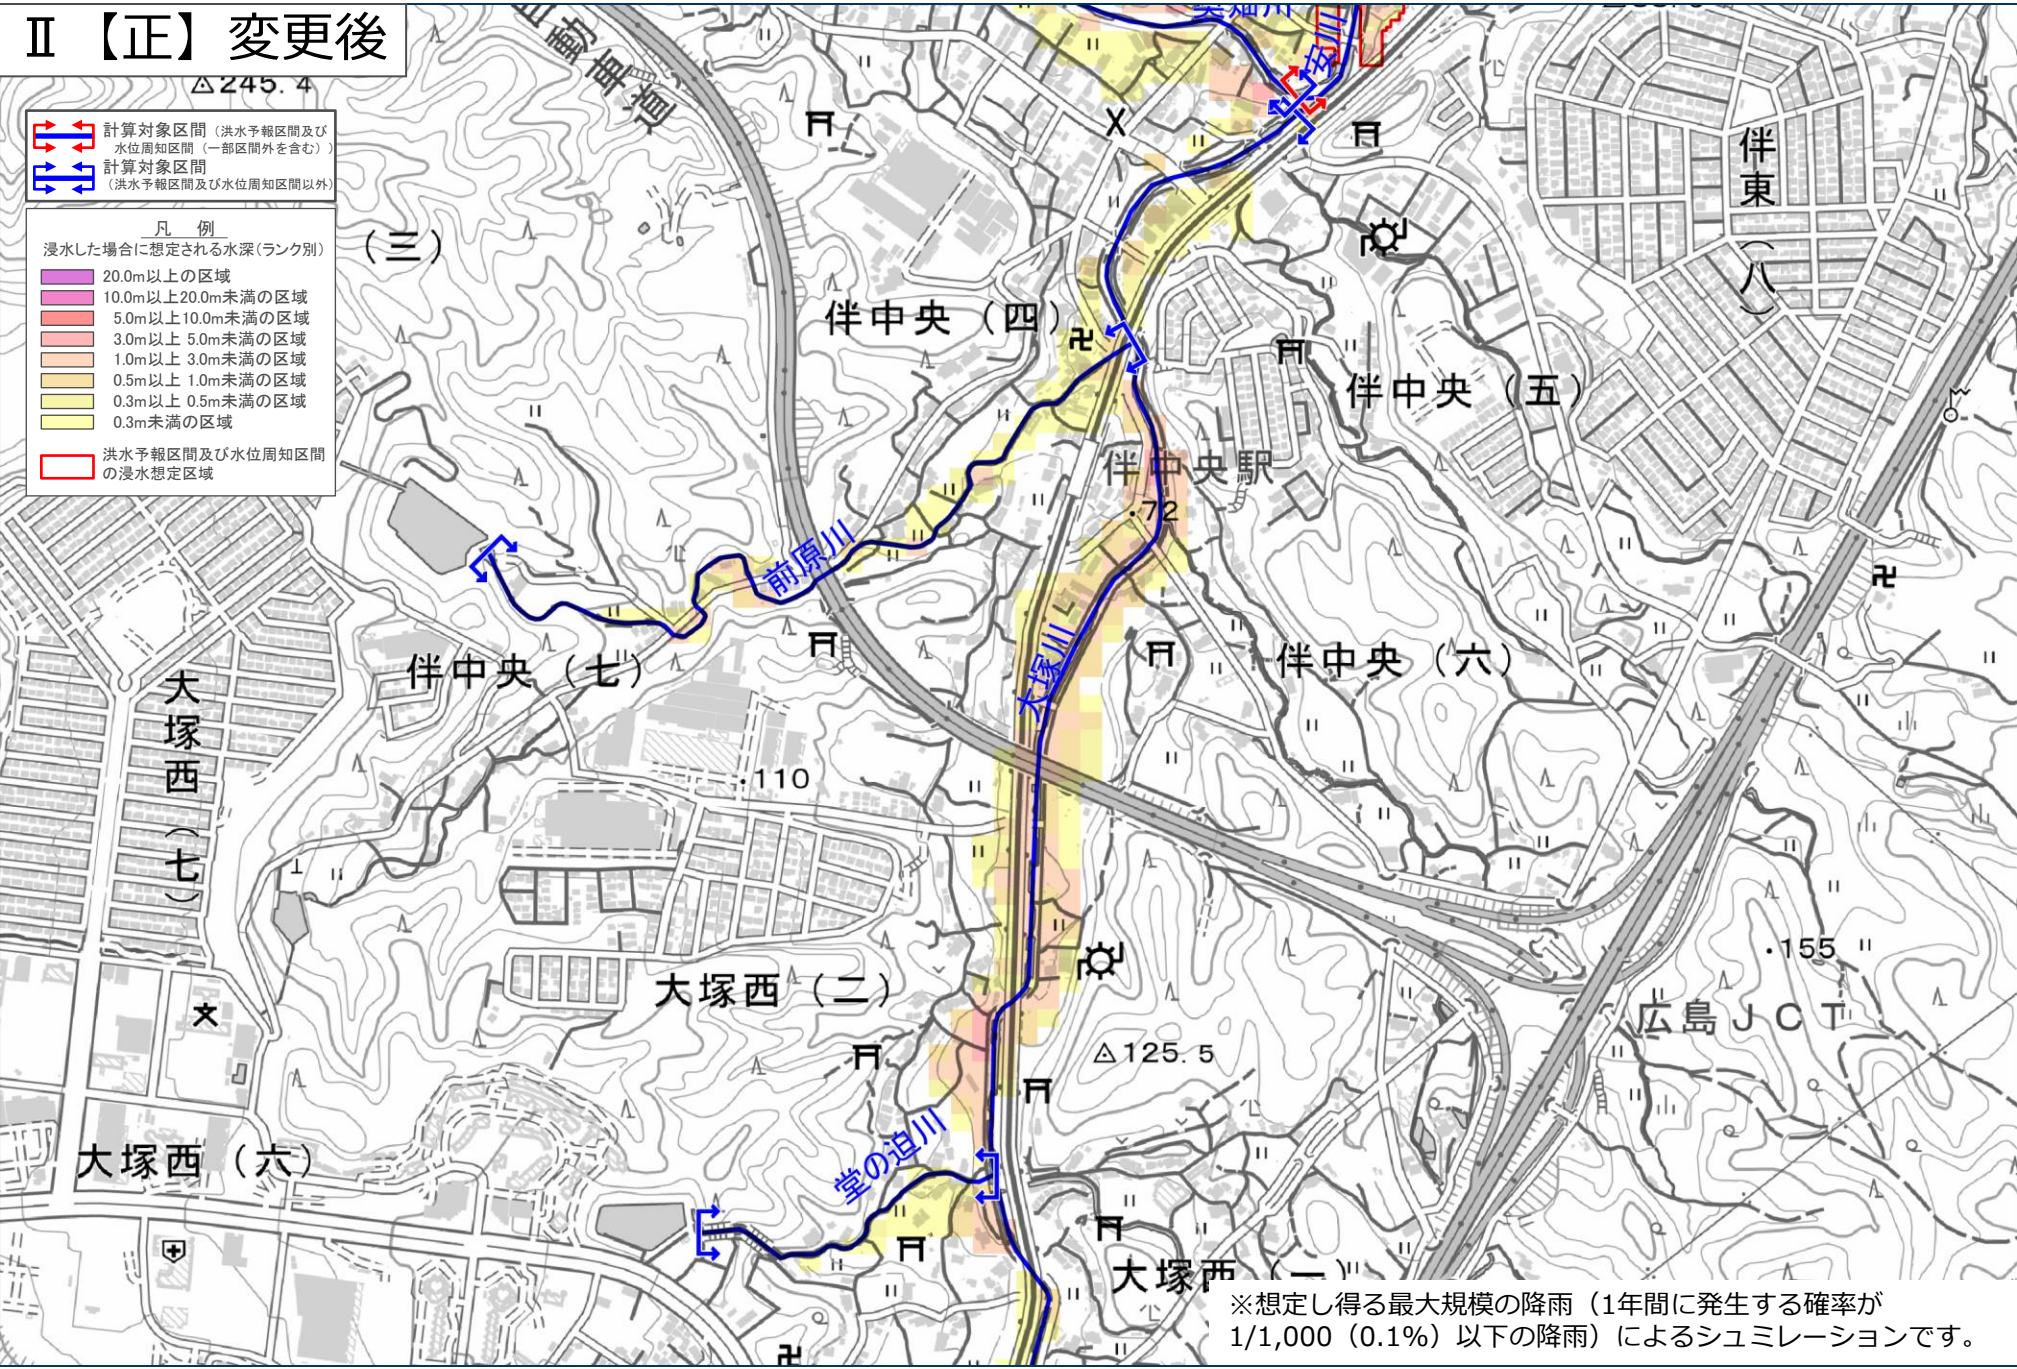 Ⅱ 【正】変更後
△245.4
計算対象区間（洪水予報区間及び
水位周知区間（一部区間外を含む））
計算対象区間
（洪水予報区間及び水位周知区間以外）
凡　例
浸水した場合に想定される水深（ランク別）
20.0m以上の区域
10.0m以上20.0m未満の区域
5.0m以上10.0m未満の区域
3.0m以上 5.0m未満の区域
1.0m以上 3.0m未満の区域
0.5m以上 1.0m未満の区域
0.3m以上 0.5m未満の区域
0.3m未満の区域
洪水予報区間及び水位周知区間
の浸水想定区域
（三）
動車道
安川
伴東（八）
伴中央（四）
伴中央（五）
伴中央駅
・72
前原川
伴中央（七）
大塚川
伴中央（六）
大塚西（七）
・110
・155
大塚西（二）
広島ＪＣＴ
△125.5
堂の迫川
大塚西（六）
大塚西（一）
※想定し得る最大規模の降雨（1年間に発生する確率が
1/1,000（0.1%）以下の降雨）によるシュミレーションです。